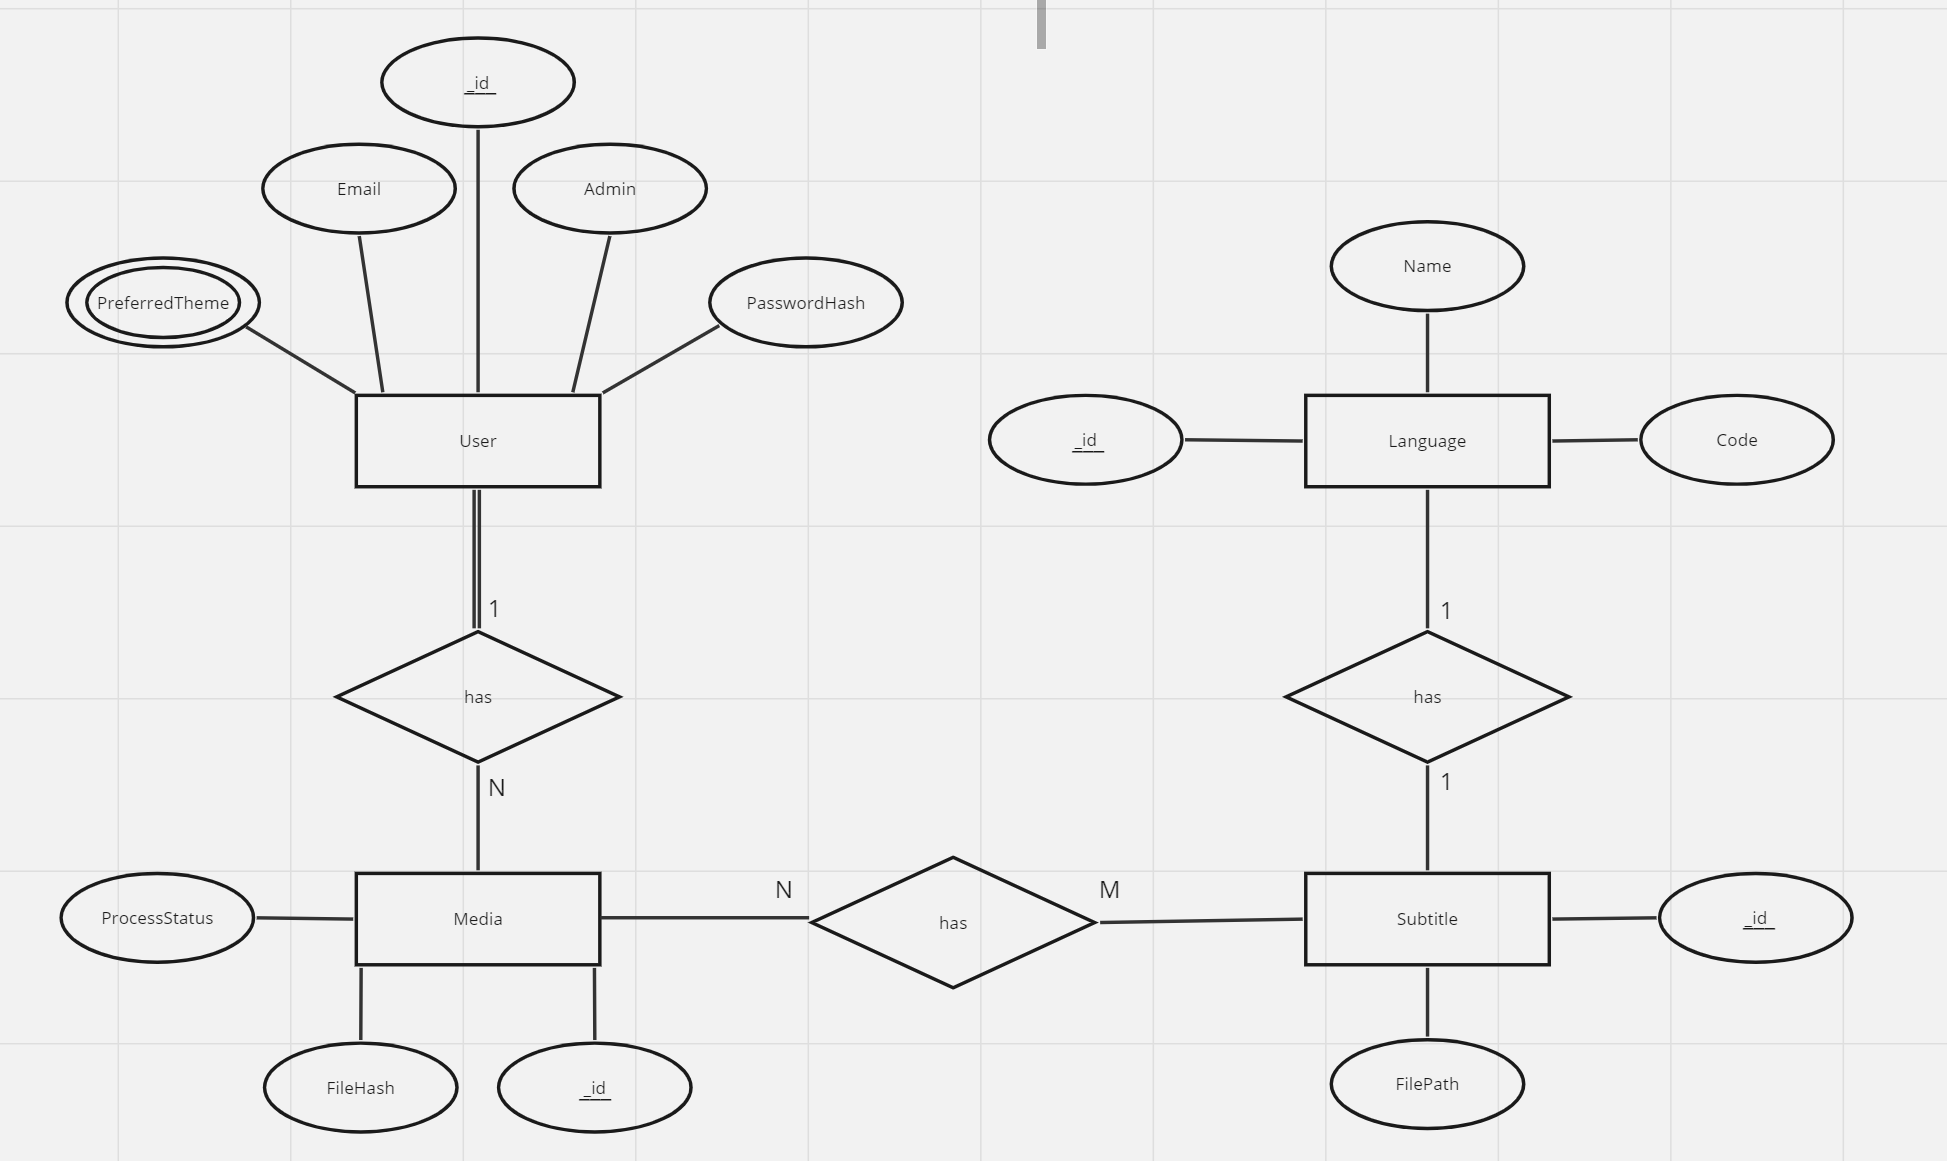 _id
Email
Admin
PreferredTheme
PasswordHash
Name
User
_id
Language
Code
1
1
has
has
N
1
N
M
ProcessStatus
Media
has
Subtitle
_id
FileHash
_id
FilePath